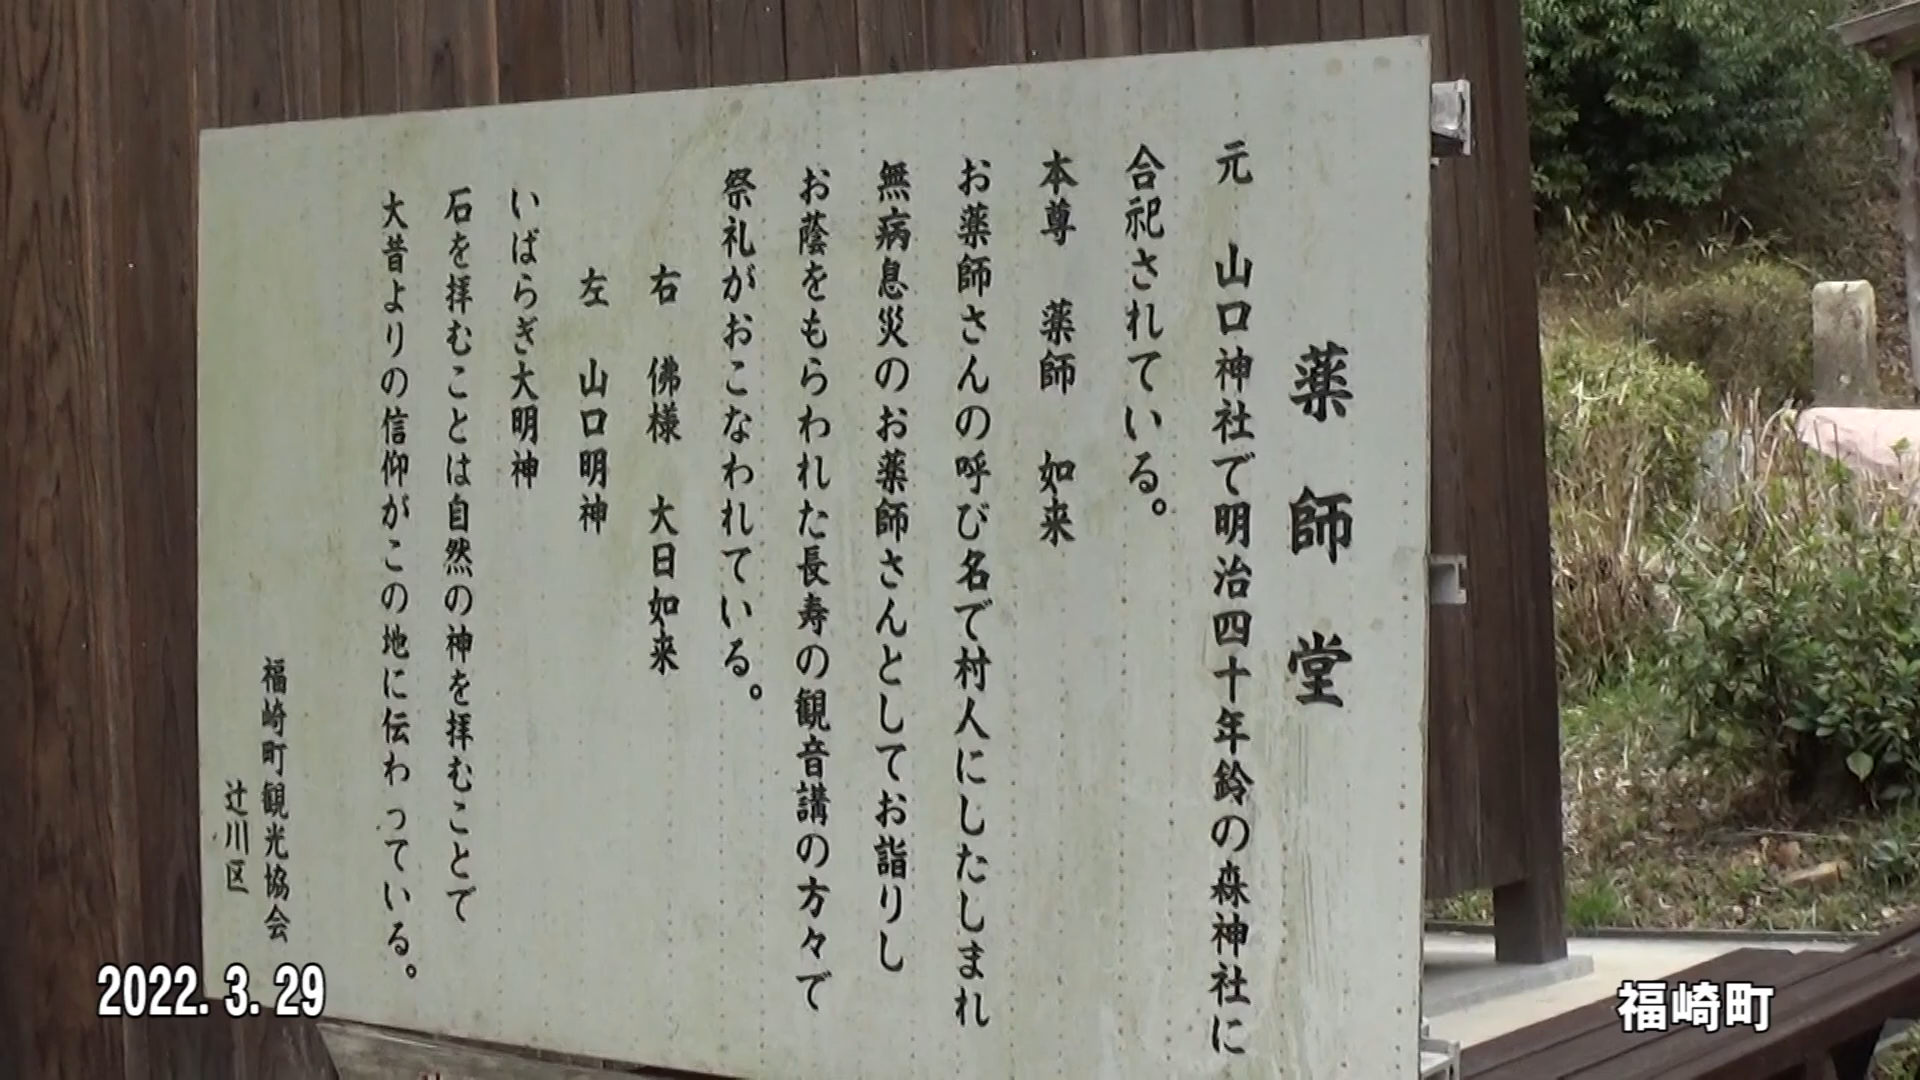 薬師堂
元 山口神社で明治四十年鈴の森神社に
合祀されている。
本尊 薬師 如来
お薬師さんの呼び名で村人にしたしまれ
無病息災のお薬師さんとしてお詣りし
お蔭をもらわれた長寿の観音講の方々で
祭礼がおこなわれている。
右 佛様 大日如来
左 山口明神
いばらぎ大明神
石を拝むことは自然の神を拝むことで
大昔よりの信仰がこの地に伝わっている。
福崎町観光協会
辻川区
2022. 3. 29
福崎町